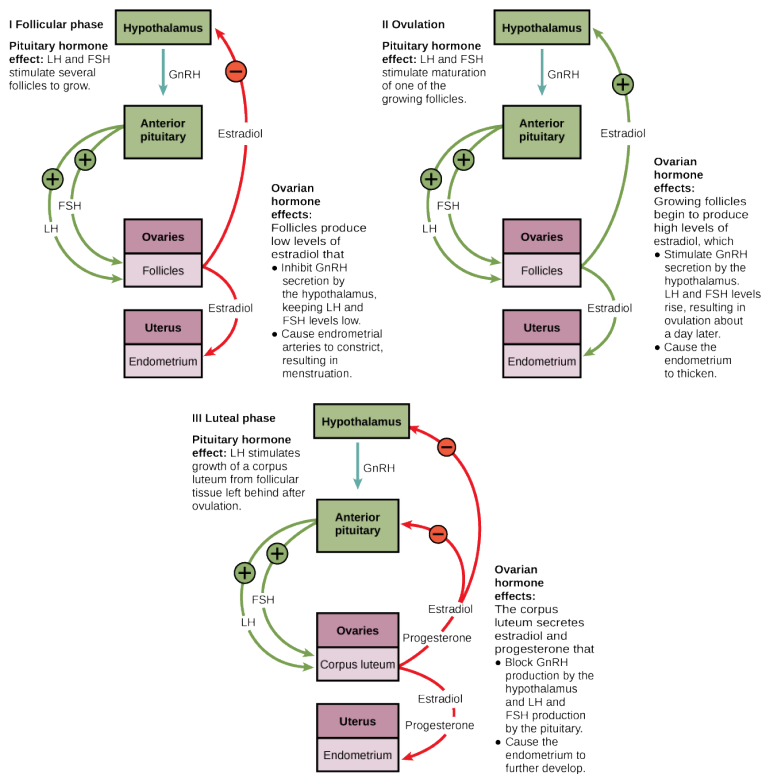 I Follicular phase
Pituitary hormone
effect: LH and FSH
stimulate several
follicles to grow.
Hypothalamus
−
GnRH
Anterior
pituitary
Estradiol
+
+
FSH
LH
Ovaries
Follicles
Estradiol
Uterus
Endometrium
Ovarian
hormone
effects:
Follicles produce
low levels of
estradiol that
● Inhibit GnRH
secretion by
the hypothalamus,
keeping LH and
FSH levels low.
● Cause endrometrial
arteries to constrict,
resulting in
menstruation.
II Ovulation
Pituitary hormone
effect: LH and FSH
stimulate maturation
of one of the
growing follicles.
Hypothalamus
+
GnRH
Anterior
pituitary
Estradiol
+
+
FSH
LH
Ovaries
Follicles
Estradiol
Uterus
Endometrium
Ovarian
hormone
effects:
Growing follicles
begin to produce
high levels of
estradiol, which
● Stimulate GnRH
secretion by the
hypothalamus.
LH and FSH levels
rise, resulting in
ovulation about
a day later.
● Cause the
endometrium
to thicken.
III Luteal phase
Pituitary hormone
effect: LH stimulates
growth of a corpus
luteum from follicular
tissue left behind after
ovulation.
Hypothalamus
−
GnRH
Anterior
pituitary
−
+
+
FSH
LH
Estradiol
Progesterone
Ovaries
Corpus luteum
Estradiol
Progesterone
Uterus
Endometrium
Ovarian
hormone
effects:
The corpus
luteum secretes
estradiol and
progesterone that
● Block GnRH
production by the
hypothalamus
and LH and
FSH production
by the pituitary.
● Cause the
endometrium to
further develop.